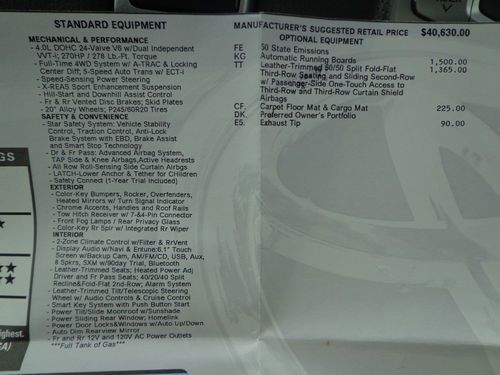 STANDARD EQUIPMENT
MECHANICAL & PERFORMANCE
- 4.0L DOHC 24-Valve V6 w/Dual Independent
VVT-i; 270HP / 278 Lb.-Ft. Torque
- Full-Time 4WD System w/ A-TRAC & Locking
Center Diff; 5-Speed Auto Trans w/ ECT-i
- Speed-Sensing Power Steering
- X-REAS Sport Enhancement Suspension
- Hill-Start and Downhill Assist Control
- Fr & Rr Vented Disc Brakes; Skid Plates
- 20" Alloy Wheels; P245/60R20 Tires
SAFETY & CONVENIENCE
- Star Safety System: Vehicle Stability
Control, Traction Control, Anti-Lock
Brake System with EBD, Brake Assist
and Smart Stop Technology
- Dr & Fr Pass: Advanced Airbag System,
TAP Side & Knee Airbags,Active Headrests
- All Row Roll-Sensing Side Curtain Airbgs
- LATCH-Lower Anchor & Tether for CHildren
- Safety Connect (1-Year Trial Included)
EXTERIOR
- Color-Key Bumpers, Rocker, Overfenders,
Heated Mirrors w/ Turn Signal Indicator
- Chrome Accents, Handles and Roof Rails
- Tow Hitch Receiver w/ 7-&4-Pin Connector
- Front Fog Lamps / Rear Privacy Glass
- Color-Key Rr Splr w/ Integrated Rr Wiper
INTERIOR
- 2-Zone Climate Control w/Filter & RrVent
- Display Audio w/Navi & Entune;6.1" Touch
Screen w/Backup Cam, AM/FM/CD, USB, Aux,
8 Spkrs, SXM w/90day Trial, Bluetooth
- Leather-Trimmed Seats; Heated Power Adj
Driver and Fr Pass Seats; 40/20/40 Split
Recline&Fold-Flat 2nd-Row; Alarm System
- Leather-Trimmed Tilt/Telescopic Steering
Wheel w/ Audio Controls & Cruise Control
- Smart Key System with Push Button Start
- Power Tilt/Slide Moonroof w/Sunshade
- Power Sliding Rear Window; Homelink
- Power Door Locks&Windows w/Auto Up/Down
- Auto Dim Rearview Mirror
- Fr and Rr 12V and 120V AC Power Outlets
***Full Tank of Gas***
MANUFACTURER'S SUGGESTED RETAIL PRICE $40,630.00
OPTIONAL EQUIPMENT
FE 50 State Emissions
KG Automatic Running Boards 1,500.00
TT Leather-Trimmed 50/50 Split Fold-Flat 1,365.00
Third-Row Seating and Sliding Second-Row
w/ Passenger-Side One-Touch Access to
Third-Row and Third-Row Curtain Shield
Airbags
CF. Carpet Floor Mat & Cargo Mat 225.00
DK. Preferred Owner's Portfolio
E5. Exhaust Tip 90.00
GS
highest.
SA)